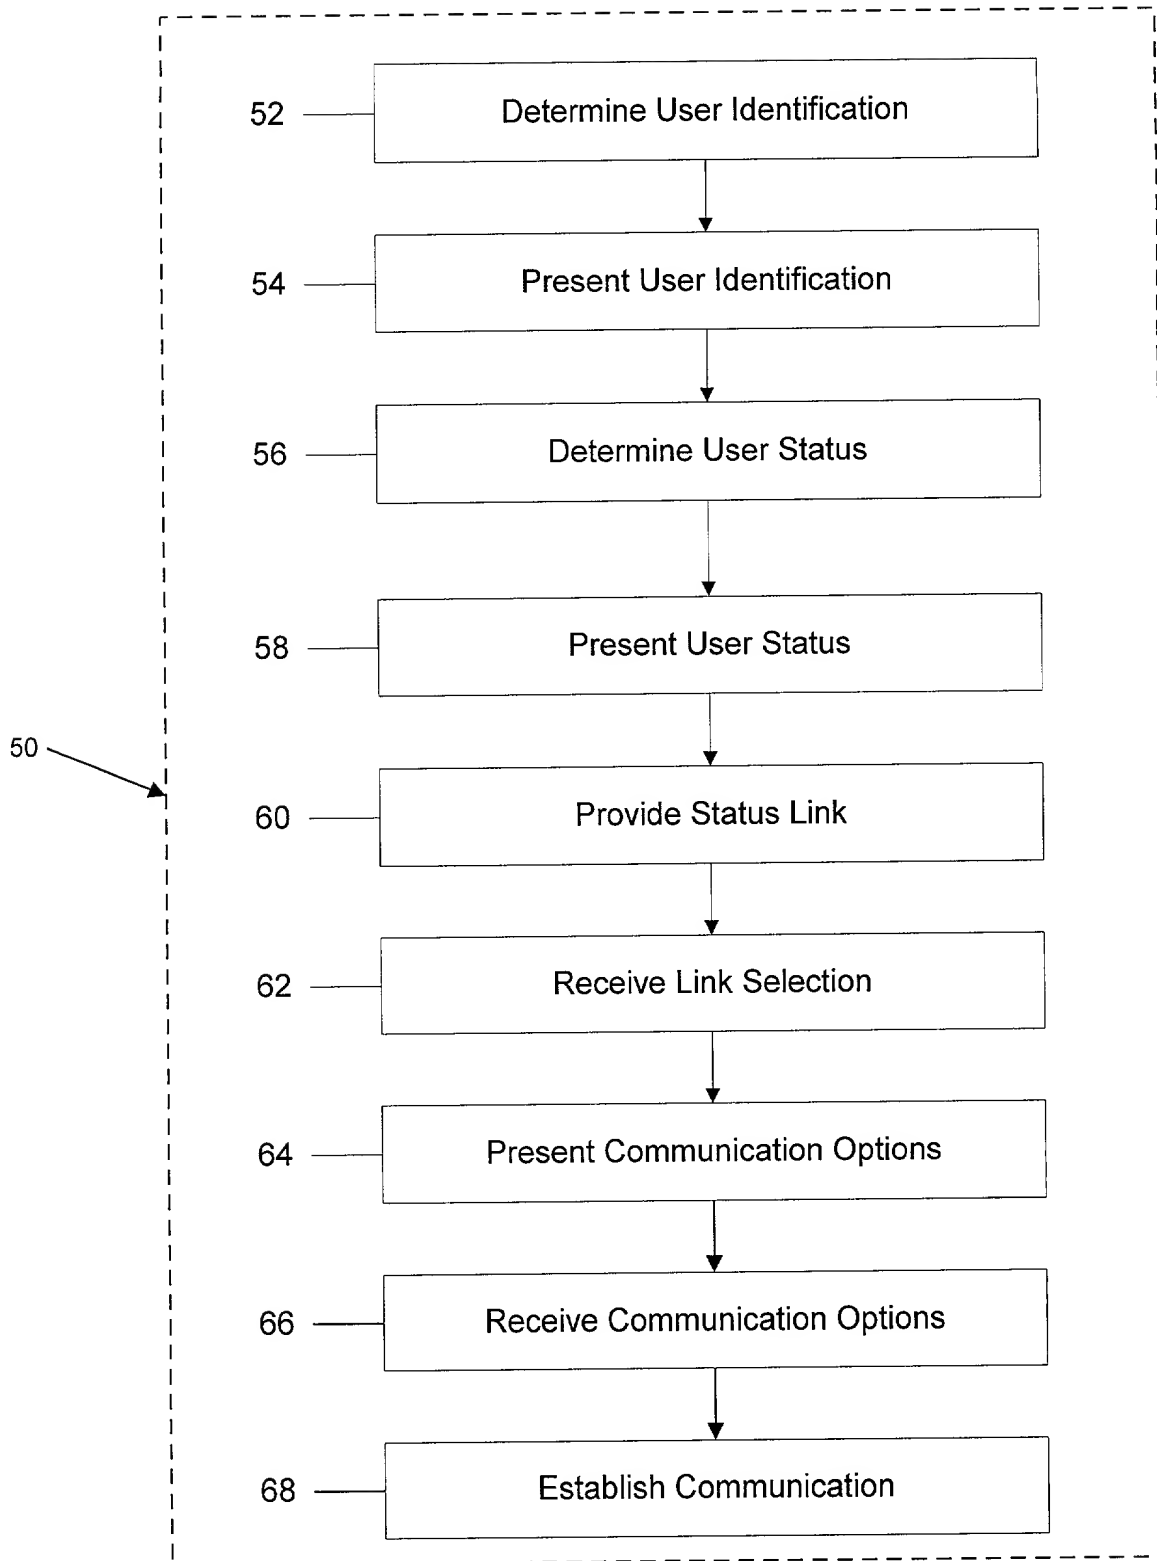 52 Determine User Identification
54 Present User Identification
56 Determine User Status
58 Present User Status
50
60 Provide Status Link
62 Receive Link Selection
64 Present Communication Options
66 Receive Communication Options
68 Establish Communication